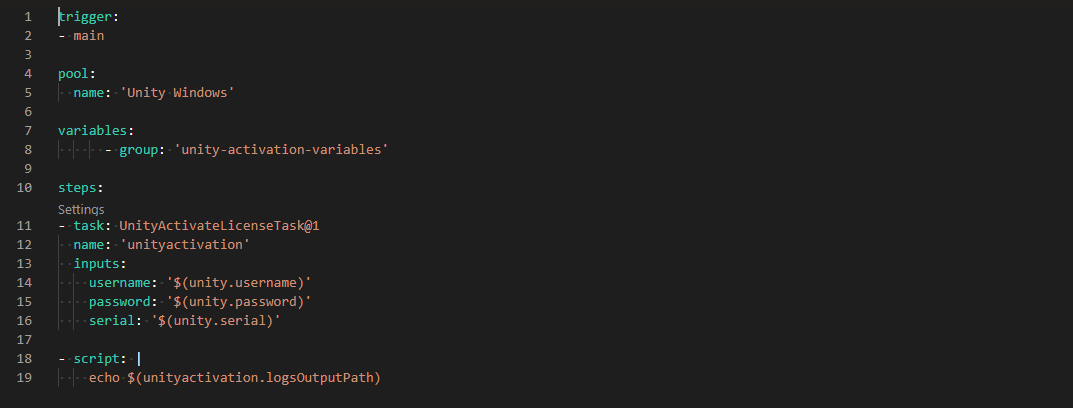 1 trigger:
2 - main
3
4 pool:
5   name: 'Unity Windows'
6
7 variables:
8       - group: 'unity-activation-variables'
9
10 steps:
Settings
11 - task: UnityActivateLicenseTask@1
12   name: 'unityactivation'
13   inputs:
14     username: '$(unity.username)'
15     password: '$(unity.password)'
16     serial: '$(unity.serial)'
17
18 - script: |
19     echo $(unityactivation.logsOutputPath)